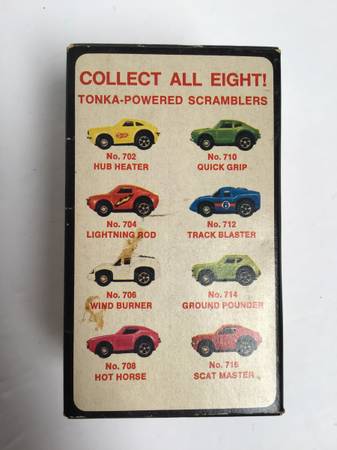 COLLECT ALL EIGHT!
TONKA-POWERED SCRAMBLERS
No. 702
HUB HEATER
No. 710
QUICK GRIP
No. 704
LIGHTNING ROD
No. 712
TRACK BLASTER
No. 706
WIND BURNER
No. 714
GROUND POUNDER
No. 708
HOT HORSE
No. 716
SCAT MASTER